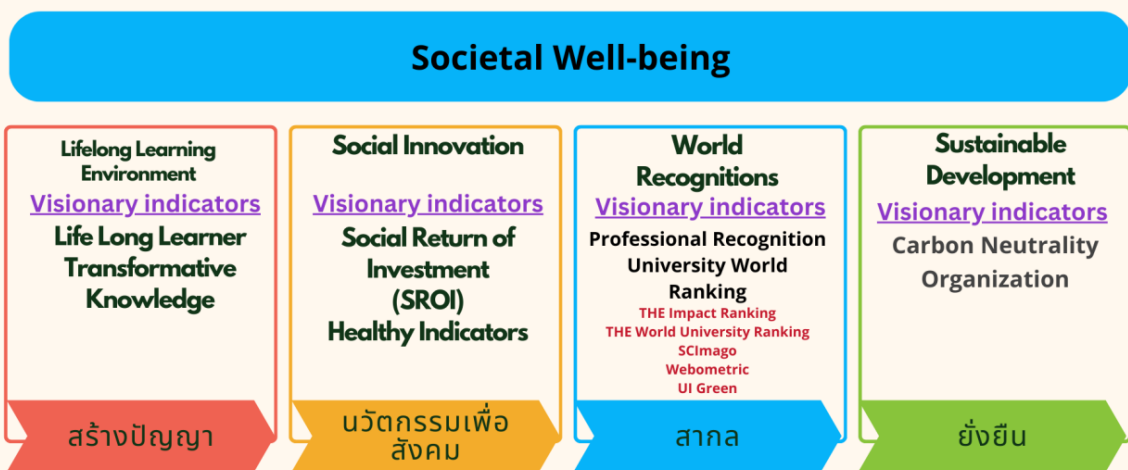 Societal Well-being
Lifelong Learning
Environment
Visionary indicators
Life Long Learner
Transformative
Knowledge
สร้างปัญญา
Social Innovation
Visionary indicators
Social Return of
Investment
(SROI)
Healthy Indicators
นวัตกรรมเพื่อ
สังคม
World
Recognitions
Visionary indicators
Professional Recognition
University World
Ranking
THE Impact Ranking
THE World University Ranking
SCImago
Webometric
UI Green
สากล
Sustainable
Development
Visionary indicators
Carbon Neutrality
Organization
ยั่งยืน